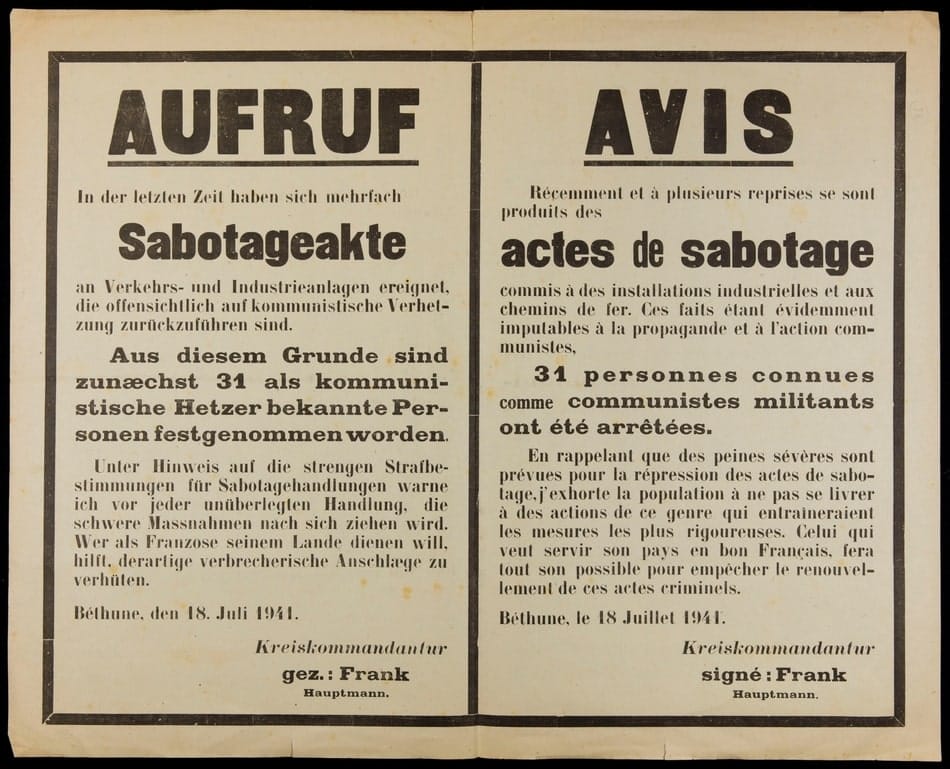 AUFRUF
In der letzten Zeit haben sich mehrfach
Sabotageakte
an Verkehrs- und Industrieanlagen ereignet,
die offensichtlich auf kommunistische Verhet-
zung zurückzuführen sind.
Aus diesem Grunde sind
zunæchst 31 als kommuni-
stische Hetzer bekannte Per-
sonen festgenommen worden.
Unter Hinweis auf die strengen Strafbe-
stimmungen für Sabotagehandlungen warne
ich vor jeder unüberlegten Handlung, die
schwere Massnahmen nach sich ziehen wird.
Wer als Franzose seinem Lande dienen will,
hilft, derartige verbrecherische Anschlæge zu
verhüten.
Béthune, den 18. Juli 1941.
Kreiskommandantur
gez.: Frank
Hauptmann.
AVIS
Récemment et à plusieurs reprises se sont
produits des
actes de sabotage
commis à des installations industrielles et aux
chemins de fer. Ces faits étant évidemment
imputables à la propagande et à l'action com-
munistes,
31 personnes connues
comme communistes militants
ont été arrêtées.
En rappelant que des peines sévères sont
prévues pour la répression des actes de sabo-
tage, j'exhorte la population à ne pas se livrer
à des actions de ce genre qui entraîneraient
les mesures les plus rigoureuses. Celui qui
veut servir son pays en bon Français, fera
tout son possible pour empêcher le renouvel-
lement de ces actes criminels.
Béthune, le 18 Juillet 1941.
Kreiskommandantur
signé : Frank
Hauptmann.